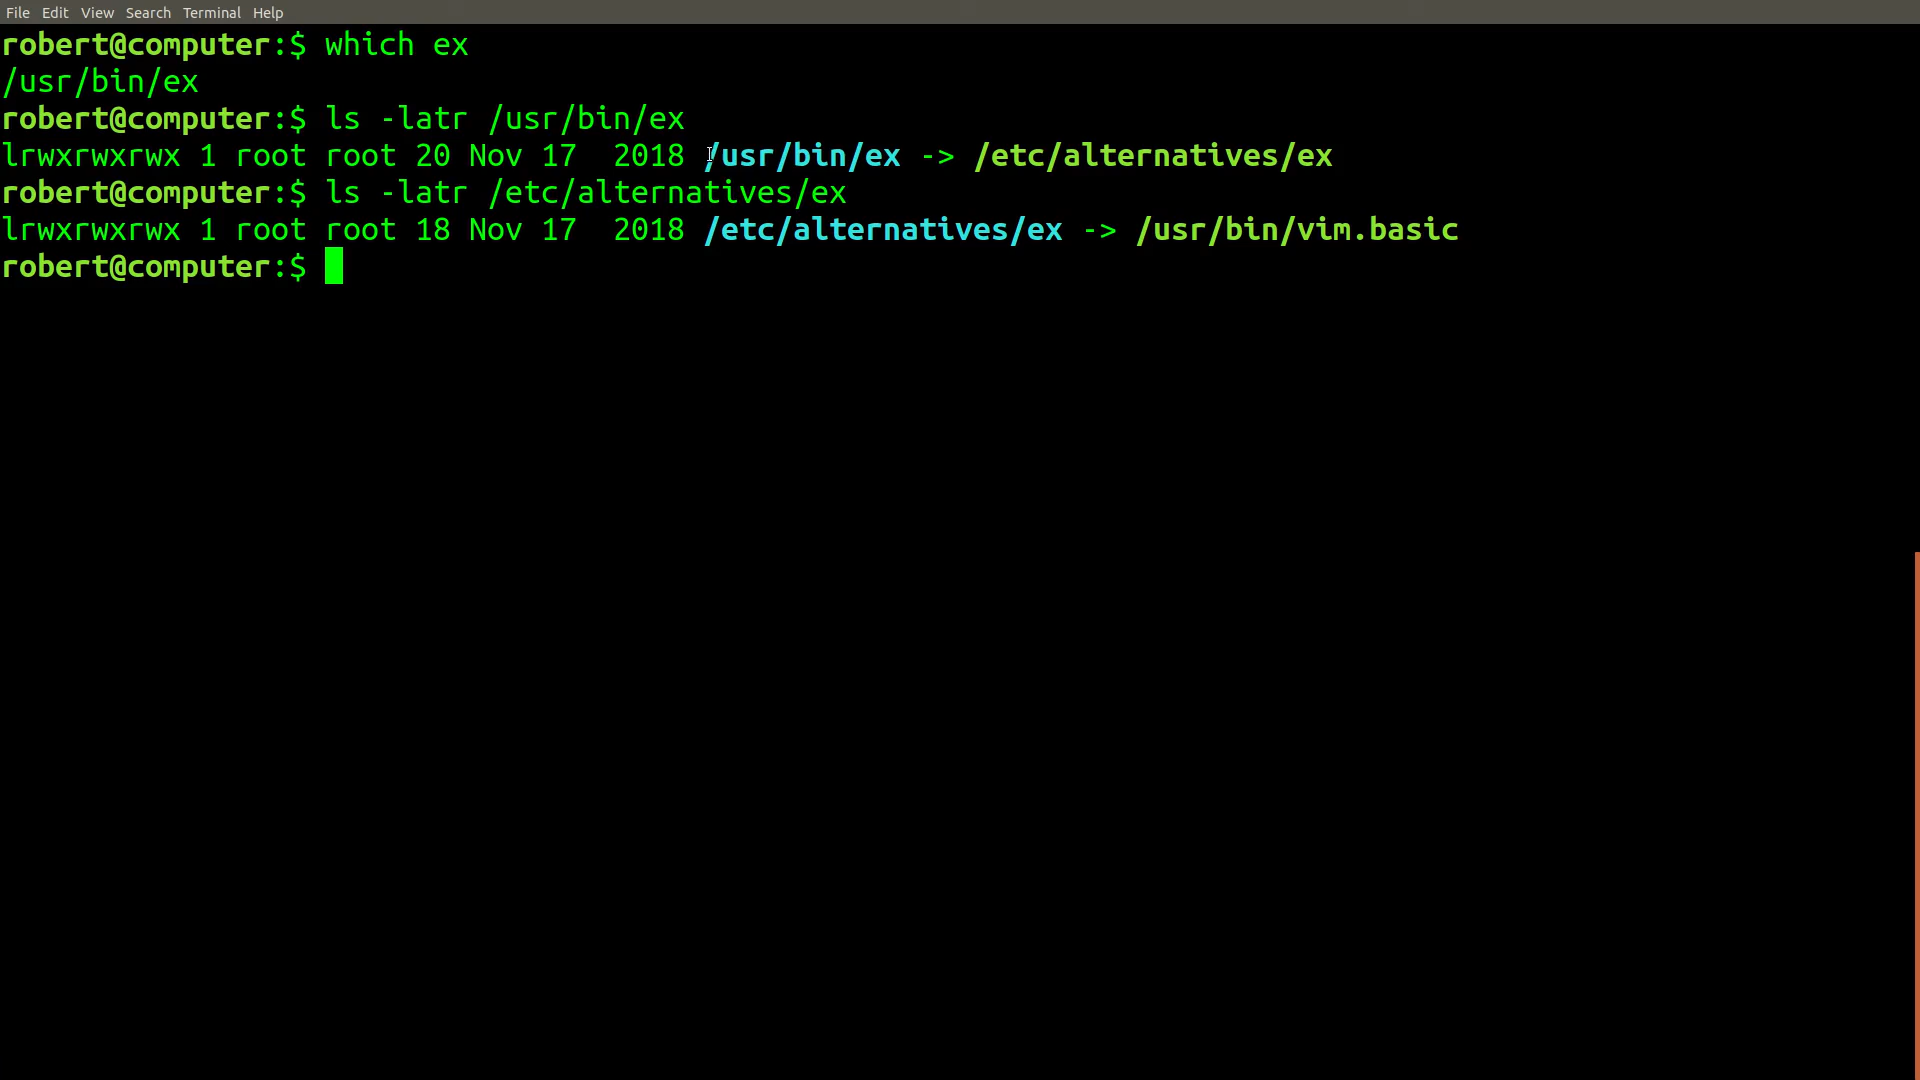 File Edit View Search Terminal Help
robert@computer:$ which ex
/usr/bin/ex
robert@computer:$ ls -latr /usr/bin/ex
lrwxrwxrwx 1 root root 20 Nov 17  2018 /usr/bin/ex -> /etc/alternatives/ex
robert@computer:$ ls -latr /etc/alternatives/ex
lrwxrwxrwx 1 root root 18 Nov 17  2018 /etc/alternatives/ex -> /usr/bin/vim.basic
robert@computer:$